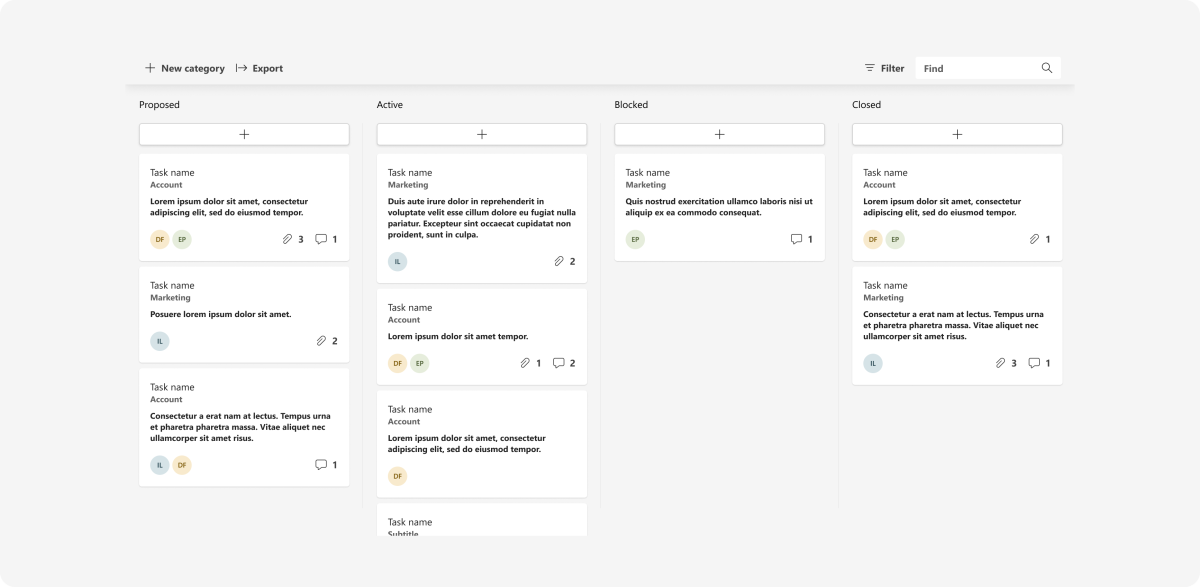 New category
Export
Filter
Find
Proposed
Task name
Account
Lorem ipsum dolor sit amet, consectetur
adipiscing elit, sed do eiusmod tempor.
DF
EP
3
1
Task name
Marketing
Posuere lorem ipsum dolor sit amet.
IL
2
Task name
Account
Consectetur a erat nam at lectus. Tempus urna
et pharetra pharetra massa. Vitae aliquet nec
ullamcorper sit amet risus.
IL
DF
1
Active
Task name
Marketing
Duis aute irure dolor in reprehenderit in
voluptate velit esse cillum dolore eu fugiat nulla
pariatur. Excepteur sint occaecat cupidatat non
proident, sunt in culpa.
IL
2
Task name
Account
Lorem ipsum dolor sit amet tempor.
DF
EP
1
2
Task name
Account
Lorem ipsum dolor sit amet, consectetur
adipiscing elit, sed do eiusmod tempor.
DF
Task name
Subtitle
Blocked
Task name
Marketing
Quis nostrud exercitation ullamco laboris nisi ut
aliquip ex ea commodo consequat.
EP
1
Closed
Task name
Account
Lorem ipsum dolor sit amet, consectetur
adipiscing elit, sed do eiusmod tempor.
DF
EP
1
Task name
Marketing
Consectetur a erat nam at lectus. Tempus urna
et pharetra pharetra massa. Vitae aliquet nec
ullamcorper sit amet risus.
IL
3
1